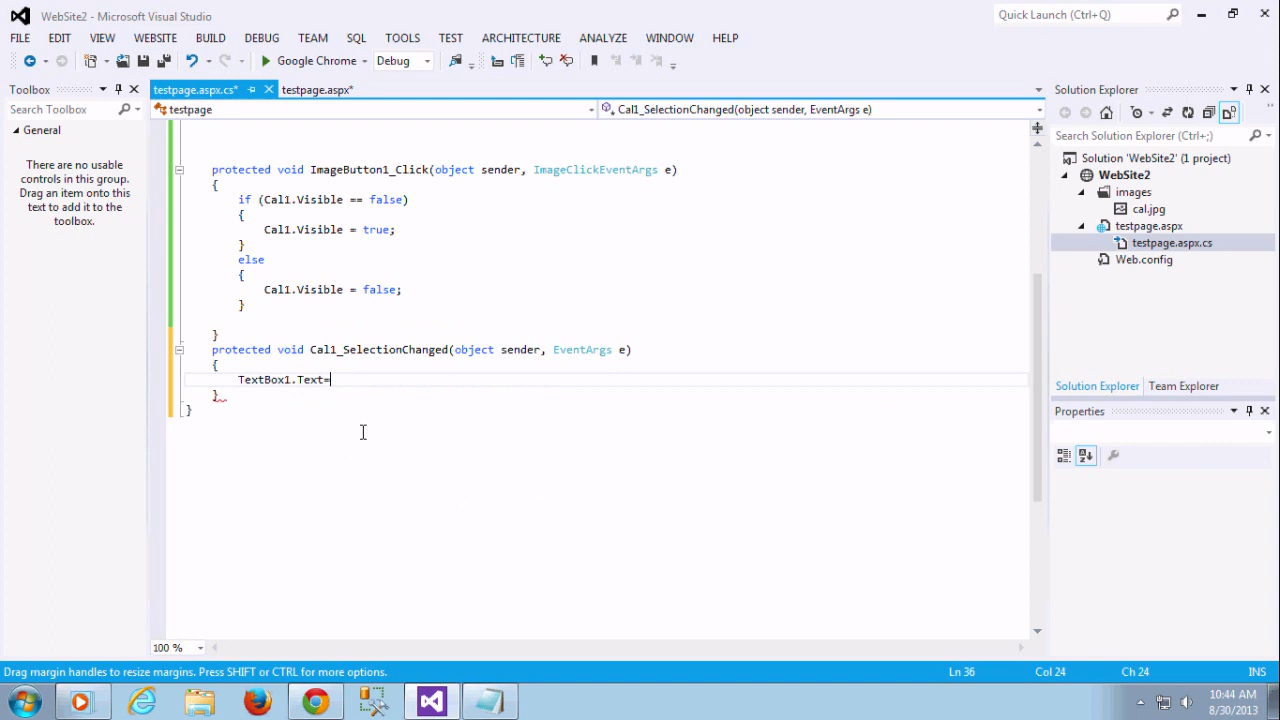 WebSite2 - Microsoft Visual Studio
Quick Launch (Ctrl+Q)
FILE EDIT VIEW WEBSITE BUILD DEBUG TEAM SQL TOOLS TEST ARCHITECTURE ANALYZE WINDOW HELP
Google Chrome Debug
Toolbox
Search Toolbox
General
There are no usable
controls in this group.
Drag an item onto this
text to add it to the
toolbox.
testpage.aspx.cs* testpage.aspx*
testpage
Cal1_SelectionChanged(object sender, EventArgs e)
protected void ImageButton1_Click(object sender, ImageClickEventArgs e)
{
if (Cal1.Visible == false)
{
Cal1.Visible = true;
}
else
{
Cal1.Visible = false;
}
}
protected void Cal1_SelectionChanged(object sender, EventArgs e)
{
TextBox1.Text=
}
}
100 %
Solution Explorer
Search Solution Explorer (Ctrl+;)
Solution 'WebSite2' (1 project)
WebSite2
images
cal.jpg
testpage.aspx
testpage.aspx.cs
Web.config
Solution Explorer Team Explorer
Properties
Drag margin handles to resize margins. Press SHIFT or CTRL for more options.
Ln 36 Col 24 Ch 24 INS
10:44 AM
8/30/2013